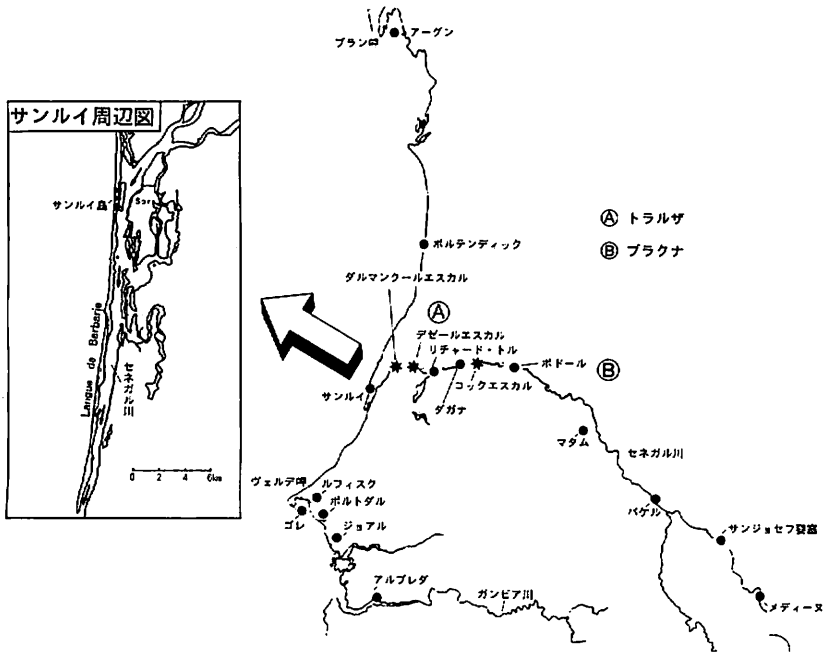 サンルイ周辺図
サンルイ島
Sor
Langue de Barbarie
セネガル川
0 2 4 6km
ブラン岬
アーグン
ポルテンディック
Ⓐ トラルザ
Ⓑ ブラクナ
ダルマンクールエスカル
Ⓐ
デゼールエスカル
リチャード・トル
ポドール
Ⓑ
コックエスカル
ダガナ
サンルイ
マタム
セネガル川
バケル
サンジョセフ要塞
メディーヌ
ヴェルデ岬
ルフィスク
ポルトダル
ゴレ
ジョアル
アルブレダ
ガンビア川